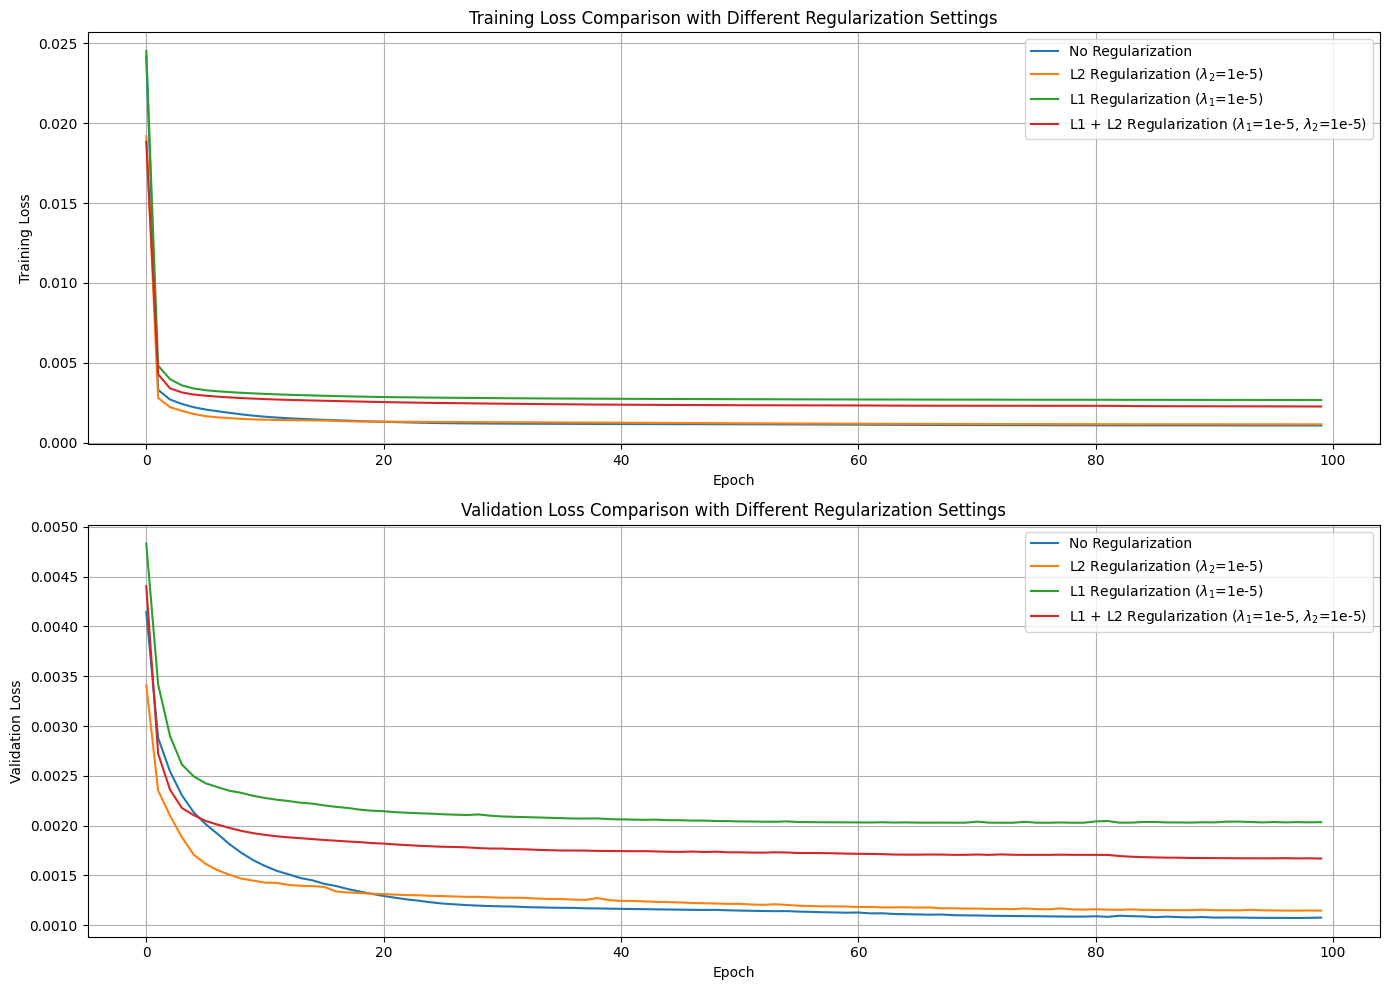 Training Loss Comparison with Different Regularization Settings
0.025
0.020
0.015
0.010
0.005
0.000
Training Loss
No Regularization
L2 Regularization (λ₂=1e-5)
L1 Regularization (λ₁=1e-5)
L1 + L2 Regularization (λ₁=1e-5, λ₂=1e-5)
0 20 40 60 80 100
Epoch
Validation Loss Comparison with Different Regularization Settings
0.0050
0.0045
0.0040
0.0035
0.0030
0.0025
0.0020
0.0015
0.0010
Validation Loss
No Regularization
L2 Regularization (λ₂=1e-5)
L1 Regularization (λ₁=1e-5)
L1 + L2 Regularization (λ₁=1e-5, λ₂=1e-5)
0 20 40 60 80 100
Epoch